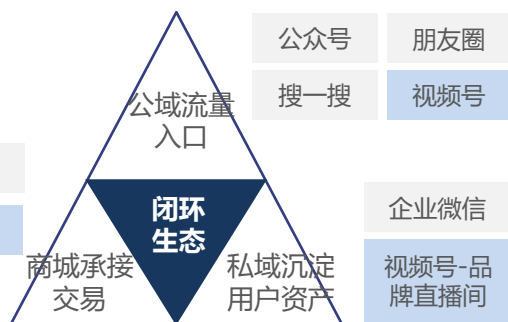 公众号
朋友圈
搜一搜
视频号
公域流量
入口
闭环
生态
企业微信
商城承接
交易
私域沉淀
用户资产
视频号-品
牌直播间